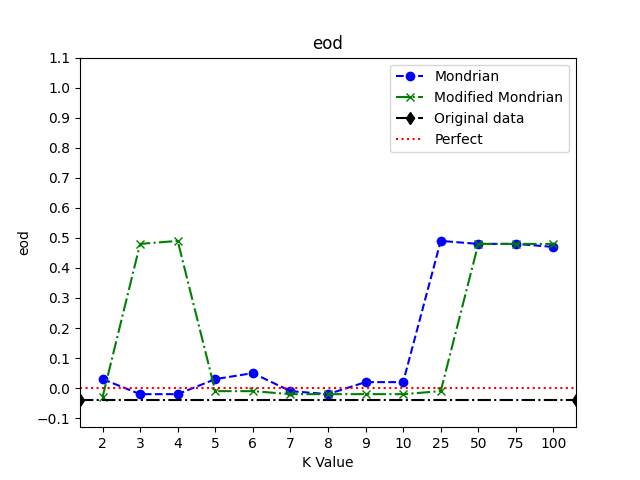 eod
1.1
1.0
0.9
0.8
0.7
0.6
0.5
0.4
0.3
0.2
0.1
0.0
−0.1
eod
Mondrian
Modified Mondrian
Original data
Perfect
2 3 4 5 6 7 8 9 10 25 50 75 100
K Value